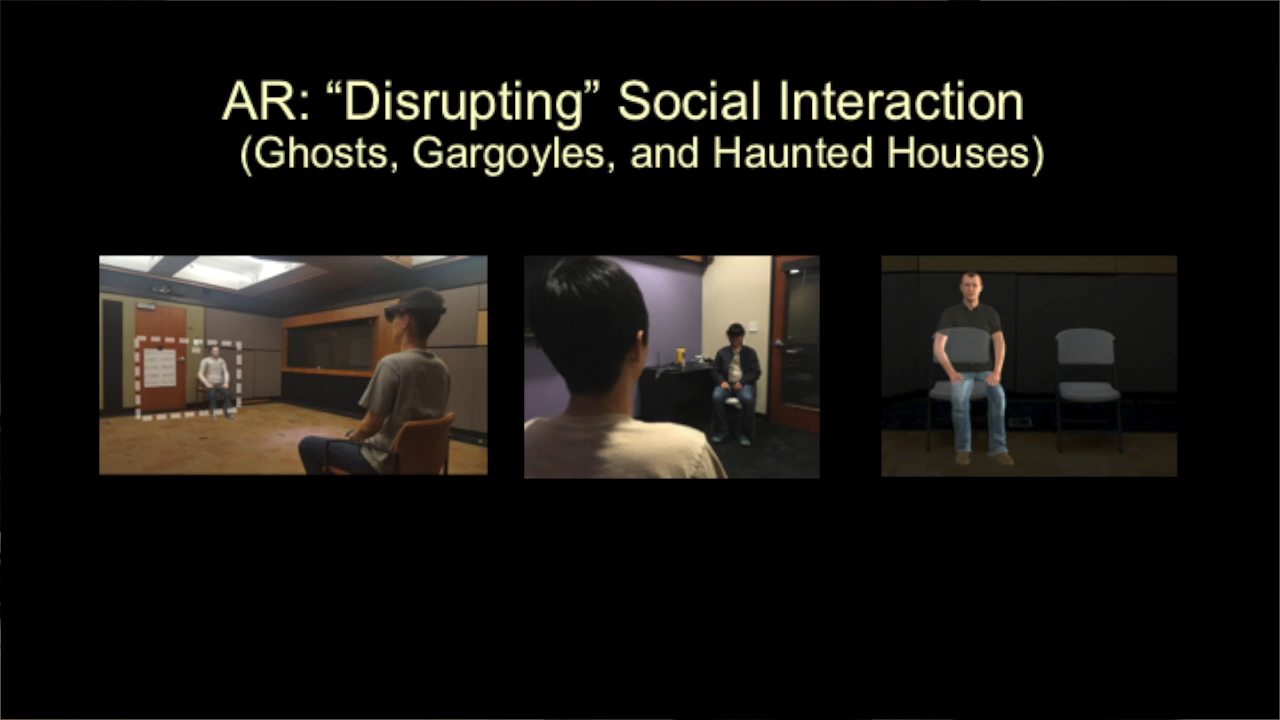 AR: “Disrupting” Social Interaction
(Ghosts, Gargoyles, and Haunted Houses)